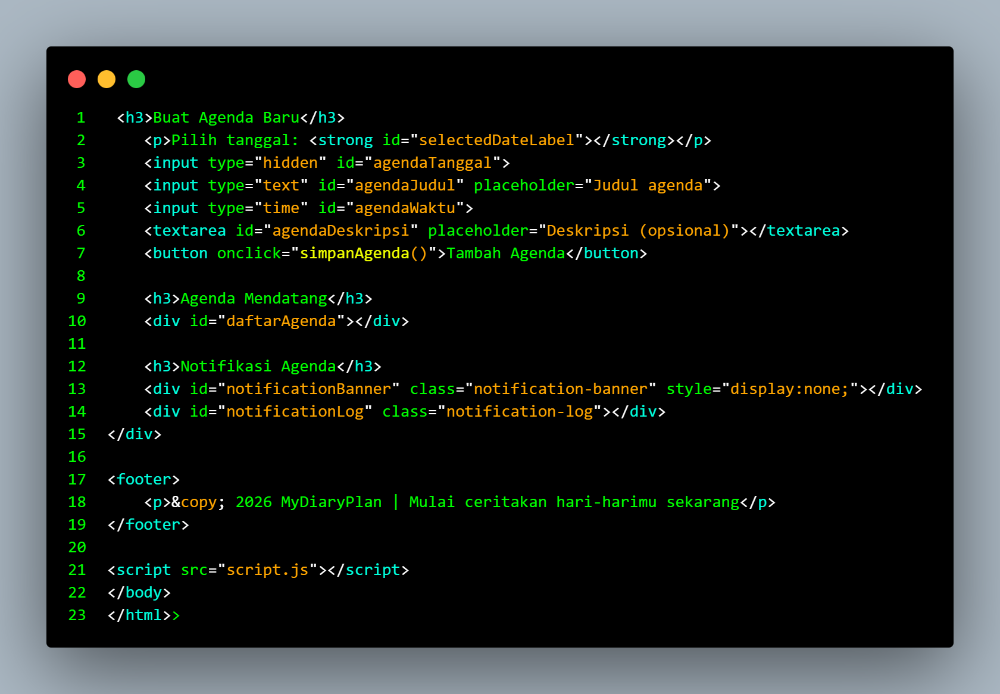 1 <h3>Buat Agenda Baru</h3>
2 <p>Pilih tanggal: <strong id="selectedDateLabel"></strong></p>
3 <input type="hidden" id="agendaTanggal">
4 <input type="text" id="agendaJudul" placeholder="Judul agenda">
5 <input type="time" id="agendaWaktu">
6 <textarea id="agendaDeskripsi" placeholder="Deskripsi (opsional)"></textarea>
7 <button onclick="simpanAgenda()">Tambah Agenda</button>
8
9 <h3>Agenda Mendatang</h3>
10 <div id="daftarAgenda"></div>
11
12 <h3>Notifikasi Agenda</h3>
13 <div id="notificationBanner" class="notification-banner" style="display:none;"></div>
14 <div id="notificationLog" class="notification-log"></div>
15 </div>
16
17 <footer>
18 <p>&copy; 2026 MyDiaryPlan | Mulai ceritakan hari-harimu sekarang</p>
19 </footer>
20
21 <script src="script.js"></script>
22 </body>
23 </html>>